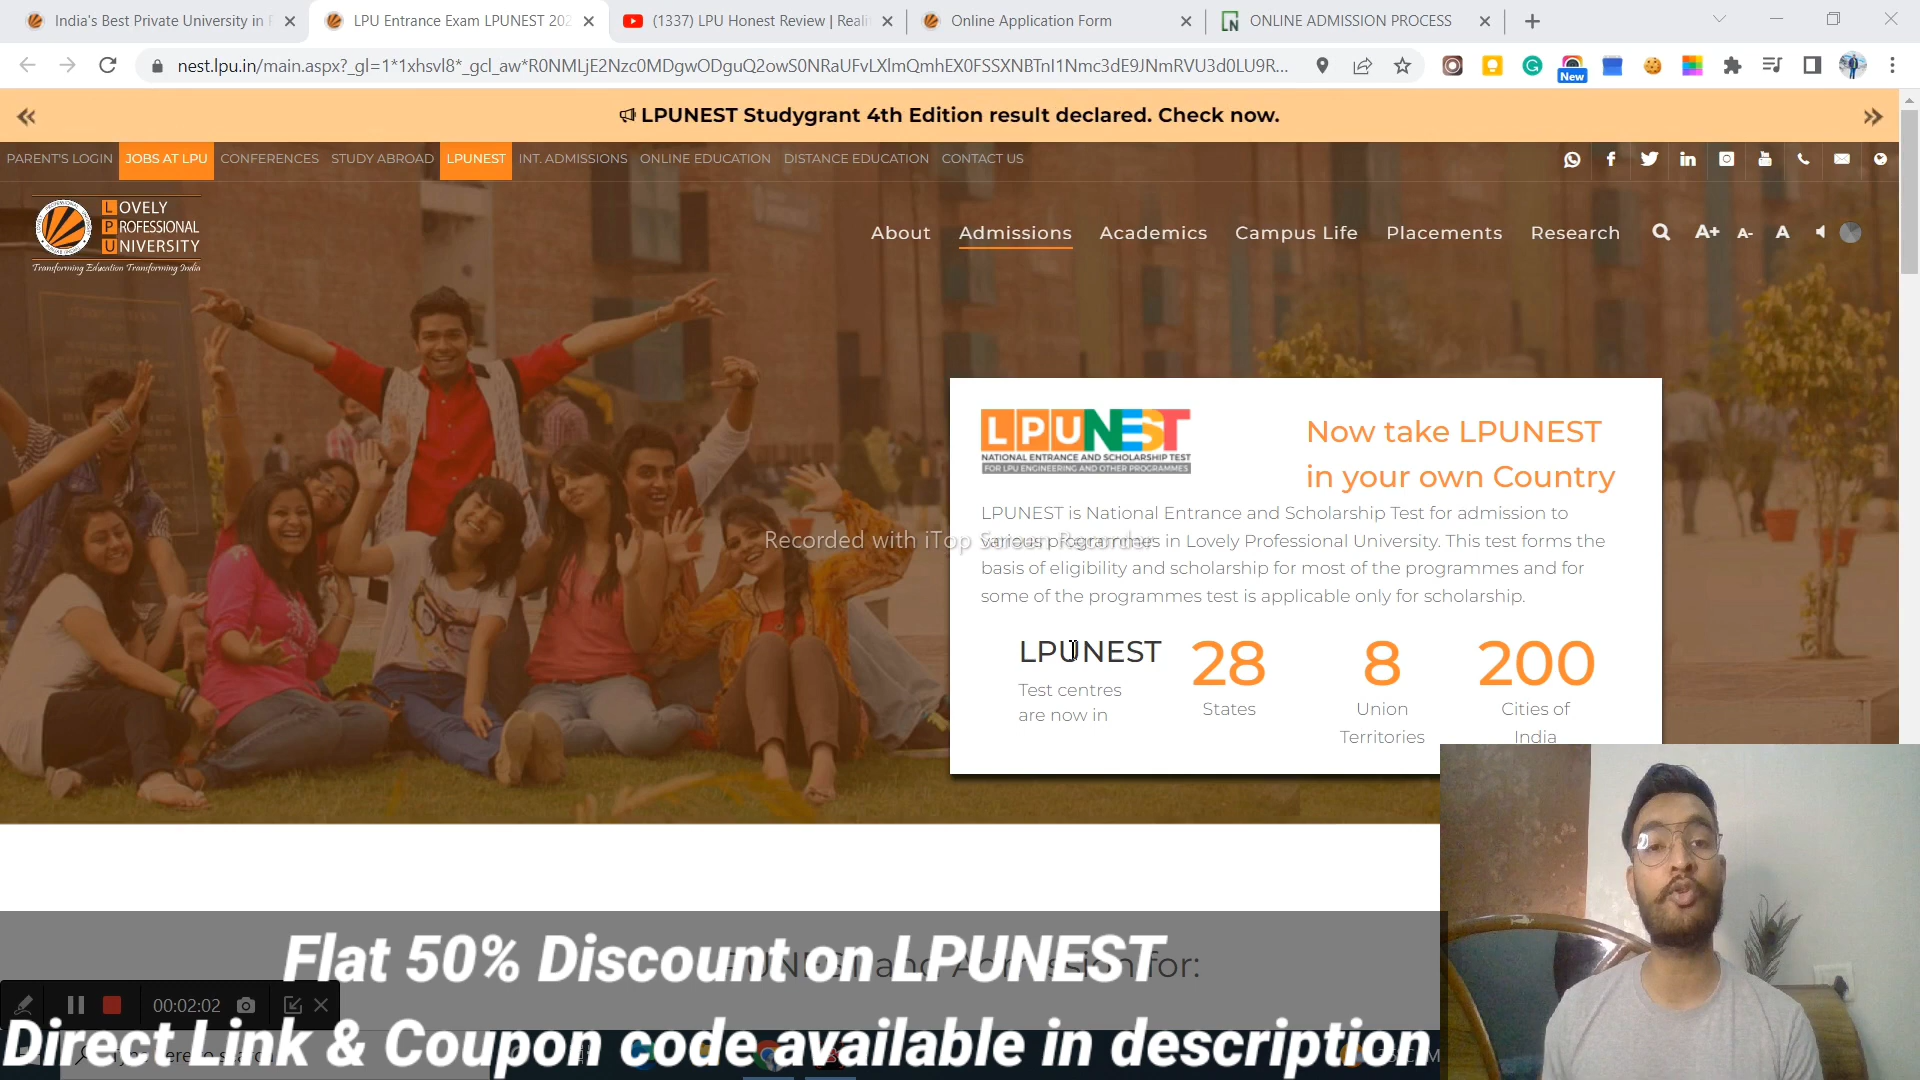 India's Best Private University in
LPU Entrance Exam LPUNEST 202
(1337) LPU Honest Review | Reali
Online Application Form
ONLINE ADMISSION PROCESS
nest.lpu.in/main.aspx?_gl=1*1xhsvl8*_gcl_aw*
New
LPUNEST Studygrant 4th Edition result declared. Check now.
PARENT'S LOGIN JOBS AT LPU CONFERENCES STUDY ABROAD LPUNEST INT. ADMISSIONS ONLINE EDUCATION DISTANCE EDUCATION CONTACT US
LOVELY
PROFESSIONAL
UNIVERSITY
Transforming Education Transforming India
About Admissions Academics Campus Life Placements Research A+ A- A
LPUNEST
NATIONAL ENTRANCE AND SCHOLARSHIP TEST
FOR LPU ENGINEERING AND OTHER PROGRAMMES
Now take LPUNEST
in your own Country
LPUNEST is National Entrance and Scholarship Test for admission to
various programmes in Lovely Professional University. This test forms the
basis of eligibility and scholarship for most of the programmes and for
some of the programmes test is applicable only for scholarship.
Recorded with iTop Screen Recorder
LPUNEST
Test centres
are now in
28
States
8
Union
Territories
200
Cities of
India
and Admission for:
Flat 50% Discount on LPUNEST
00:02:02
Direct Link & Coupon code available in description